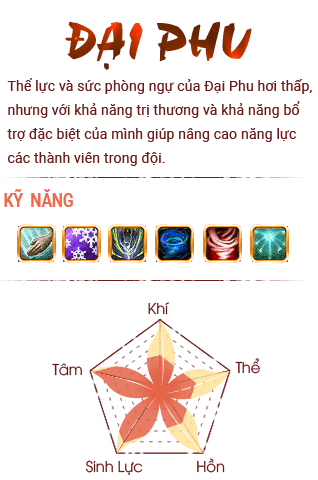 ĐẠI PHU
Thế lực và sức phòng ngự của Đại Phu hơi thấp,
nhưng với khả năng trị thương và khả năng bổ
trợ đặc biệt của mình giúp nâng cao năng lực
các thành viên trong đội.
KỸ NĂNG
Khí
Tâm
Thể
Sinh Lực
Hồn